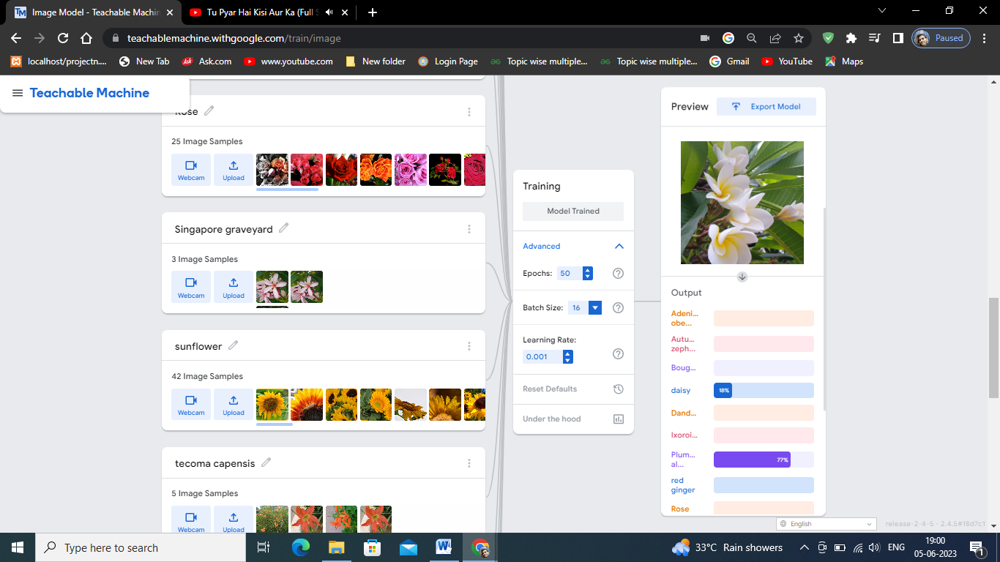 Image Model - Teachable Machin
Tu Pyar Hai Kisi Aur Ka (Full S
teachablemachine.withgoogle.com/train/image
Paused
localhost/projectn....
New Tab
Ask
Ask.com
www.youtube.com
New folder
Login Page
Topic wise multiple...
Topic wise multiple...
Gmail
YouTube
Maps
Teachable Machine
Rose
25 Image Samples
Webcam
Upload
Singapore graveyard
3 Image Samples
Webcam
Upload
sunflower
42 Image Samples
Webcam
Upload
tecoma capensis
5 Image Samples
Webcam
Upload
Training
Model Trained
Advanced
Epochs: 50
Batch Size: 16
Learning Rate:
0.001
Reset Defaults
Under the hood
Preview
Export Model
Output
Adeni...
obe...
Autu...
zeph...
Boug...
daisy
18%
Dand...
Ixoroi...
Plum...
al...
77%
red
ginger
Rose
English
release-2-4-5 - 2.4.5#18d7c1
Type here to search
33°C Rain showers
ENG
19:00
05-06-2023
1